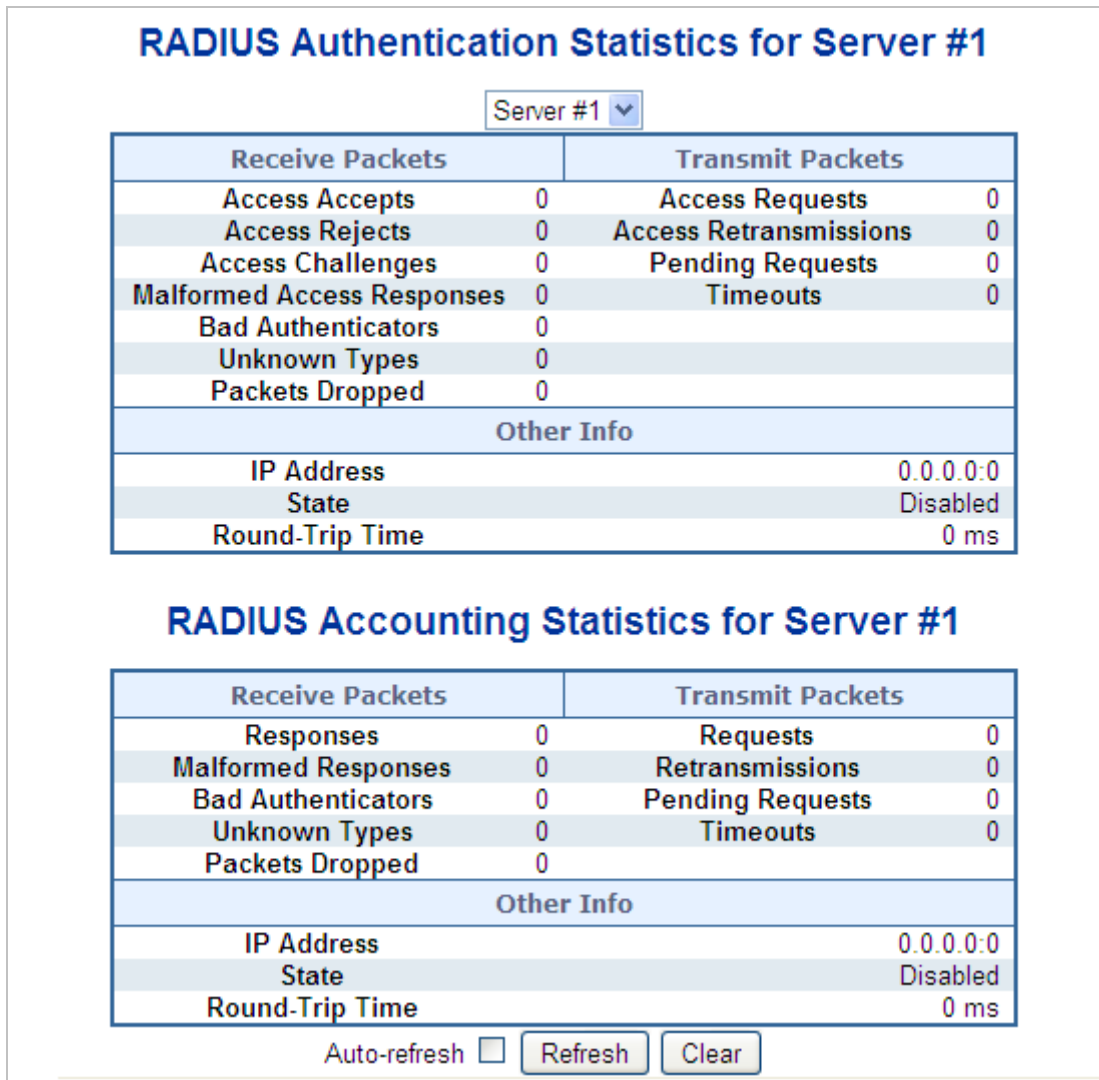 RADIUS Authentication Statistics for Server #1
Server #1
Receive Packets Transmit Packets
Access Accepts 0 Access Requests 0
Access Rejects 0 Access Retransmissions 0
Access Challenges 0 Pending Requests 0
Malformed Access Responses 0 Timeouts 0
Bad Authenticators 0
Unknown Types 0
Packets Dropped 0
Other Info
IP Address 0.0.0.0:0
State Disabled
Round-Trip Time 0 ms
RADIUS Accounting Statistics for Server #1
Receive Packets Transmit Packets
Responses 0 Requests 0
Malformed Responses 0 Retransmissions 0
Bad Authenticators 0 Pending Requests 0
Unknown Types 0 Timeouts 0
Packets Dropped 0
Other Info
IP Address 0.0.0.0:0
State Disabled
Round-Trip Time 0 ms
Auto-refresh Refresh Clear